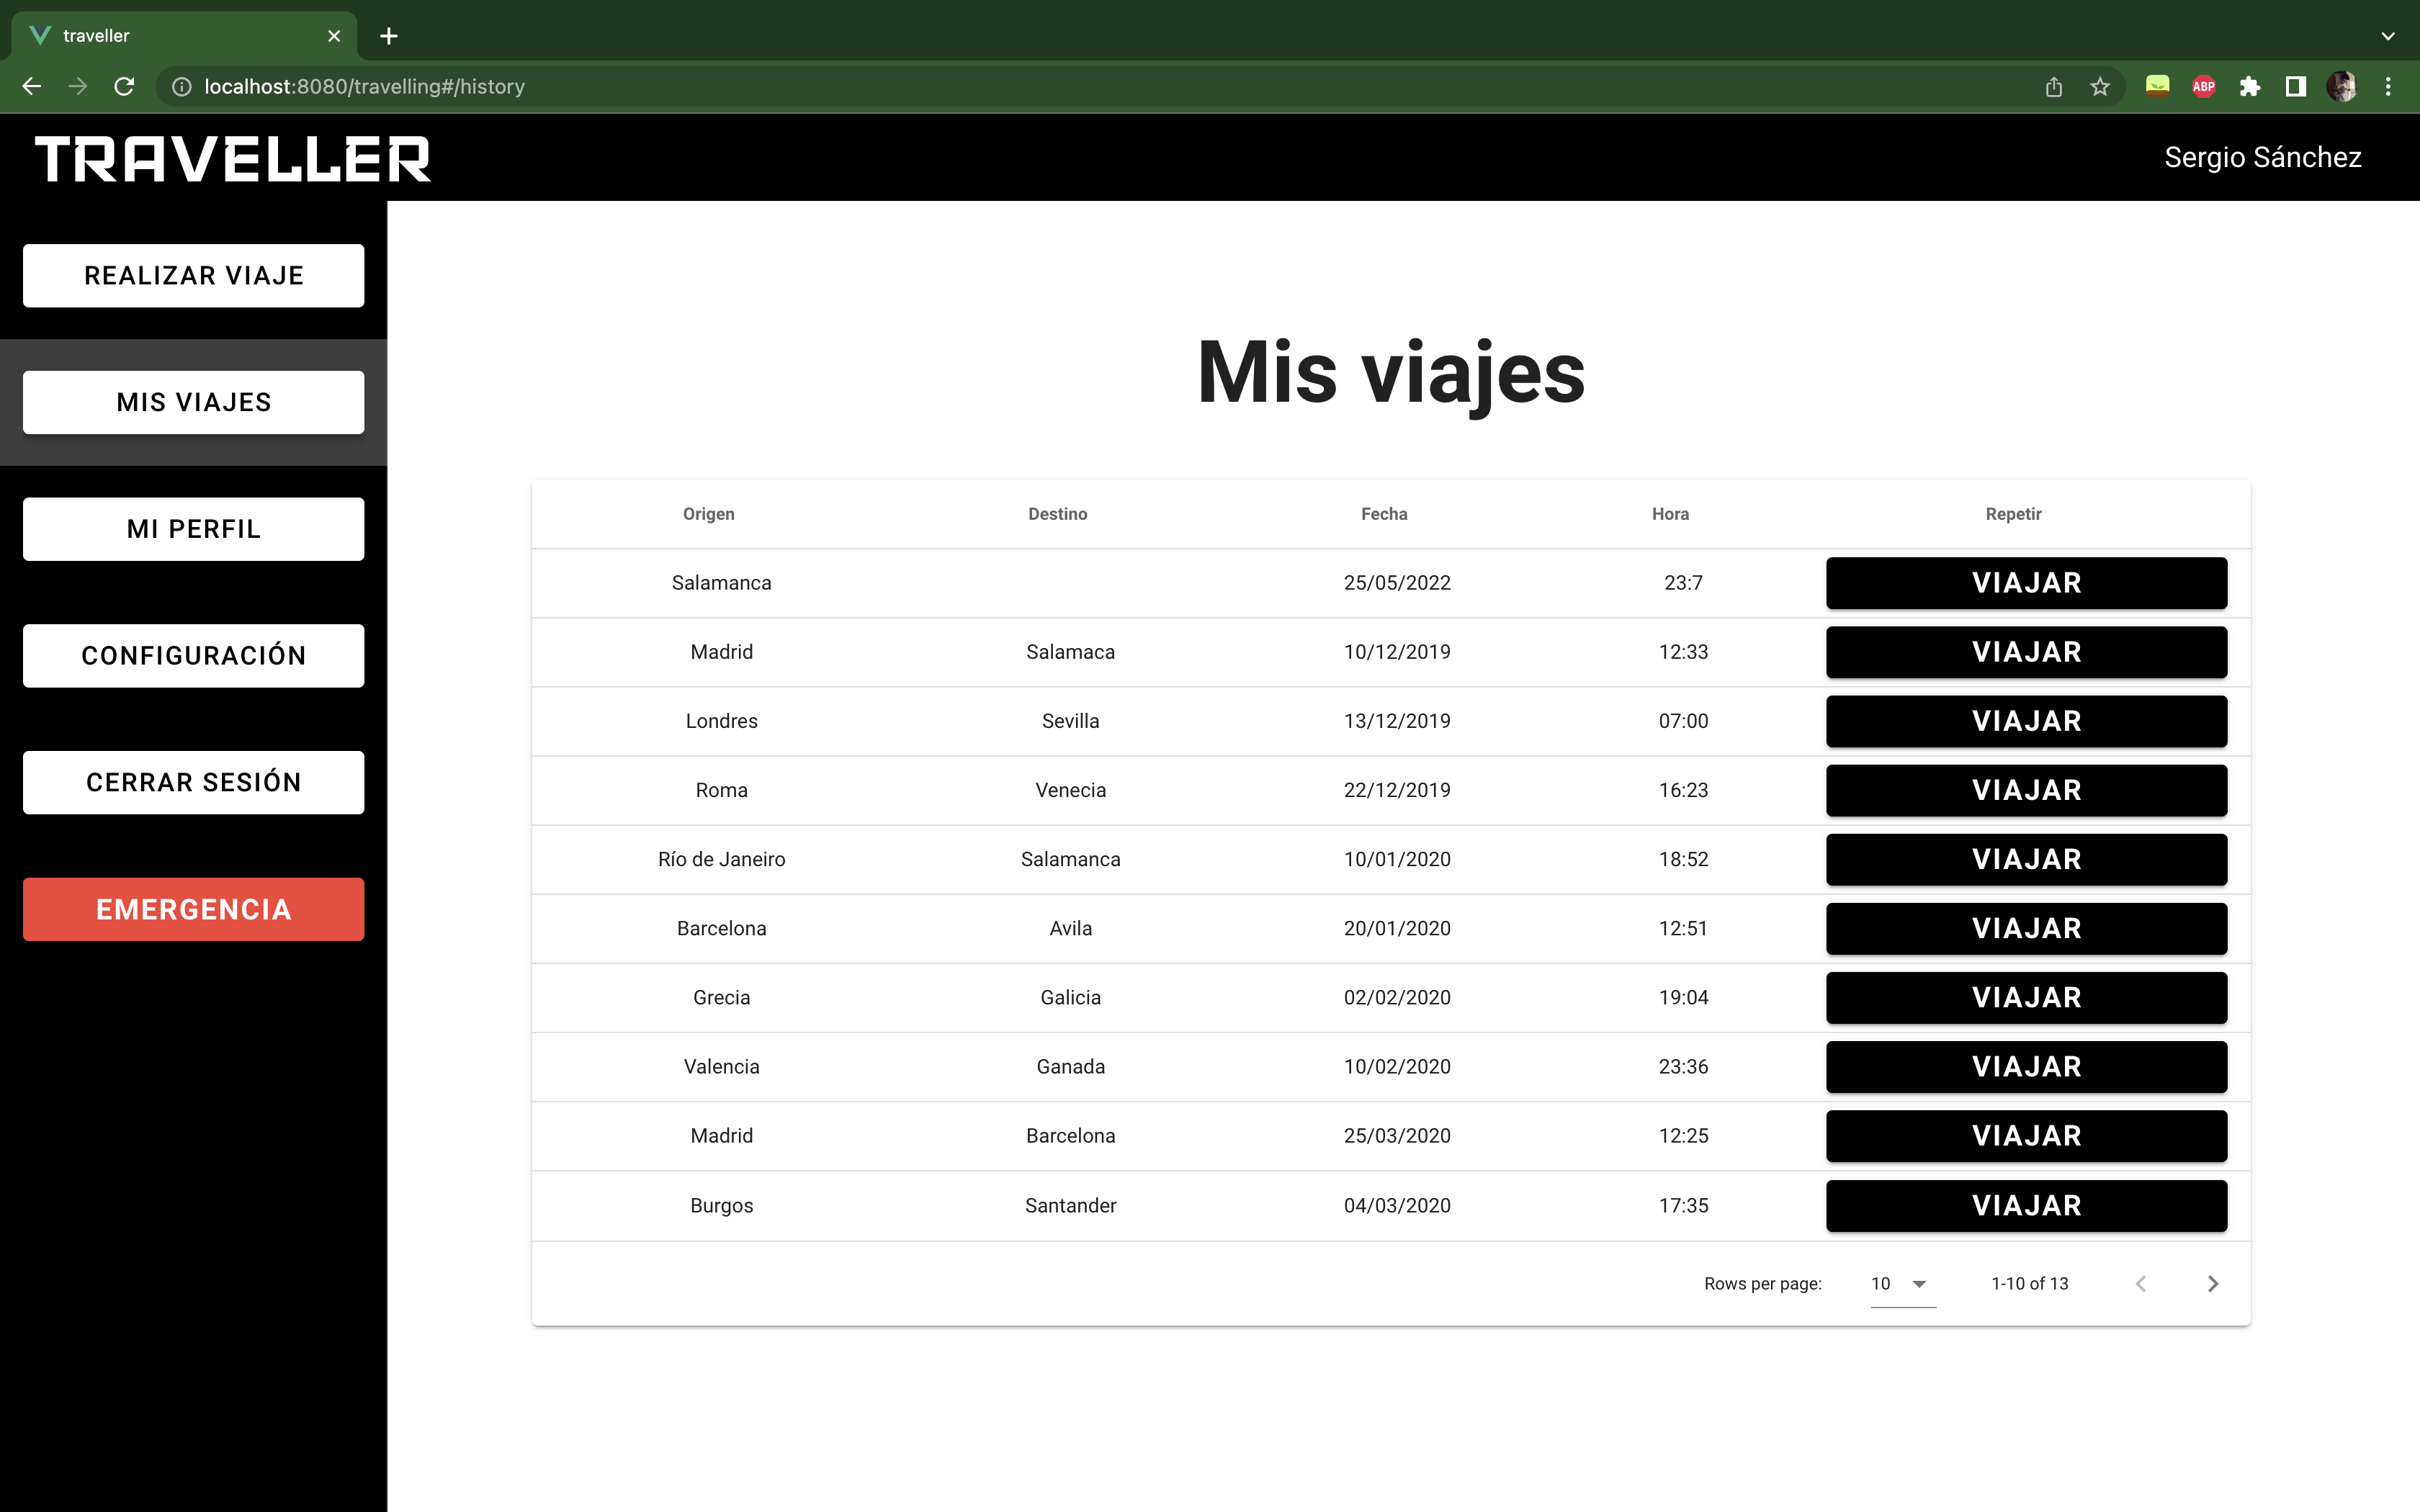 traveller
localhost:8080/travelling#/history
ABP
TRAVELLER
Sergio Sánchez
REALIZAR VIAJE
MIS VIAJES
MI PERFIL
CONFIGURACIÓN
CERRAR SESIÓN
EMERGENCIA
Mis viajes
Origen Destino Fecha Hora Repetir
Salamanca 25/05/2022 23:7 VIAJAR
Madrid Salamaca 10/12/2019 12:33 VIAJAR
Londres Sevilla 13/12/2019 07:00 VIAJAR
Roma Venecia 22/12/2019 16:23 VIAJAR
Río de Janeiro Salamanca 10/01/2020 18:52 VIAJAR
Barcelona Avila 20/01/2020 12:51 VIAJAR
Grecia Galicia 02/02/2020 19:04 VIAJAR
Valencia Ganada 10/02/2020 23:36 VIAJAR
Madrid Barcelona 25/03/2020 12:25 VIAJAR
Burgos Santander 04/03/2020 17:35 VIAJAR
Rows per page: 10 1-10 of 13